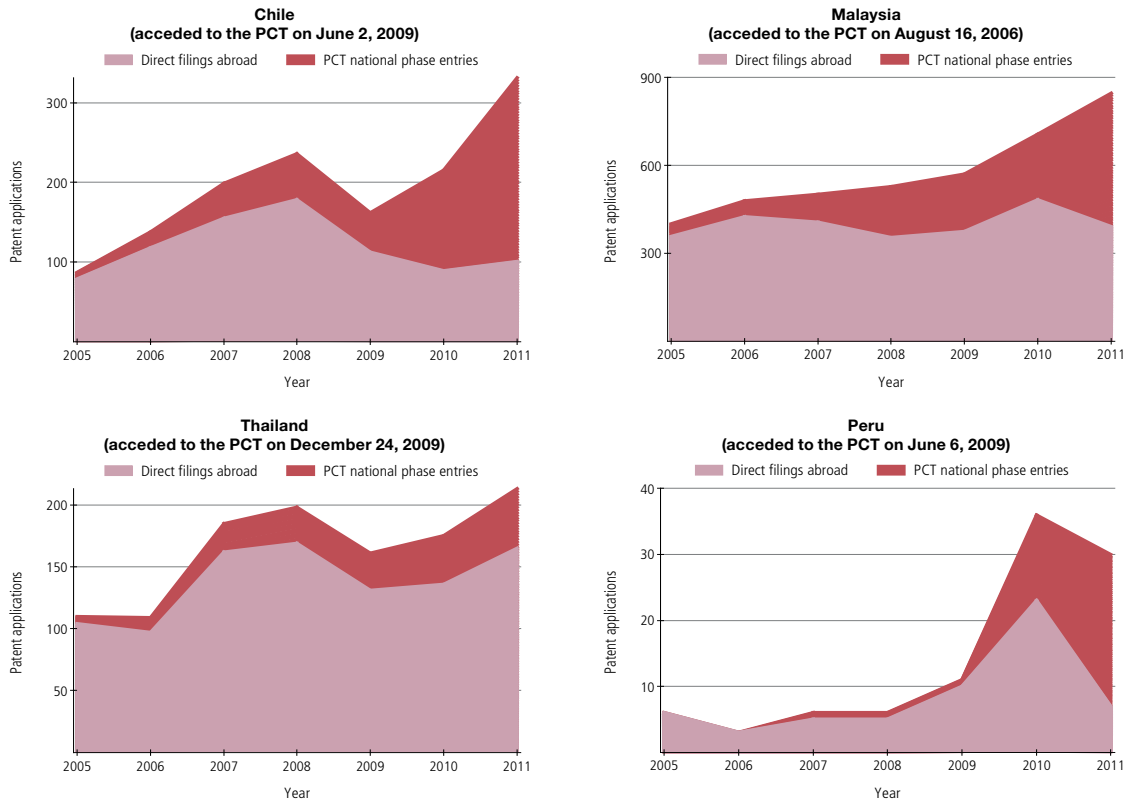 Chile
(acceded to the PCT on June 2, 2009)
Direct filings abroad PCT national phase entries
Patent applications
300
200
100
2005 2006 2007 2008 2009 2010 2011
Year
Malaysia
(acceded to the PCT on August 16, 2006)
Direct filings abroad PCT national phase entries
Patent applications
900
600
300
2005 2006 2007 2008 2009 2010 2011
Year
Thailand
(acceded to the PCT on December 24, 2009)
Direct filings abroad PCT national phase entries
Patent applications
200
150
100
50
2005 2006 2007 2008 2009 2010 2011
Year
Peru
(acceded to the PCT on June 6, 2009)
Direct filings abroad PCT national phase entries
Patent applications
40
30
20
10
2005 2006 2007 2008 2009 2010 2011
Year